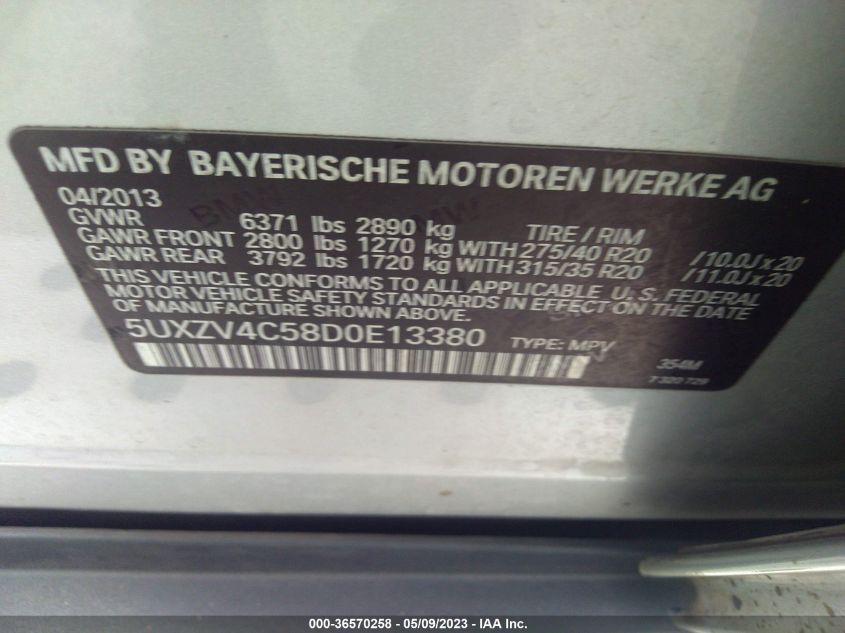 MFD BY BAYERISCHE MOTOREN WERKE AG
04/2013
GVWR 6371 lbs 2890 kg TIRE / RIM
GAWR FRONT 2800 lbs 1270 kg WITH 275/40 R20 /10.0J x 20
GAWR REAR 3792 lbs 1720 kg WITH 315/35 R20 /11.0J x 20
THIS VEHICLE CONFORMS TO ALL APPLICABLE U. S. FEDERAL
MOTOR VEHICLE SAFETY STANDARDS IN EFFECT ON THE DATE
OF MANUFACTURE SHOWN ABOVE.
5UXZV4C58D0E13380 TYPE: MPV
354M
7 320 729
000-36570258 - 05/09/2023 - IAA Inc.